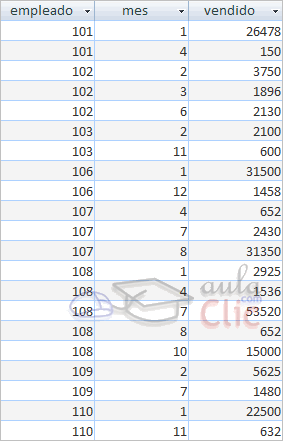 empleado mes vendido
101 1 26478
101 4 150
102 2 3750
102 3 1896
102 6 2130
103 2 2100
103 11 600
106 1 31500
106 12 1458
107 4 652
107 7 2430
107 8 31350
108 1 2925
108 4 1536
108 7 53520
108 8 652
108 10 15000
109 2 5625
109 7 1480
110 1 22500
110 11 632
aula
.com
Clic